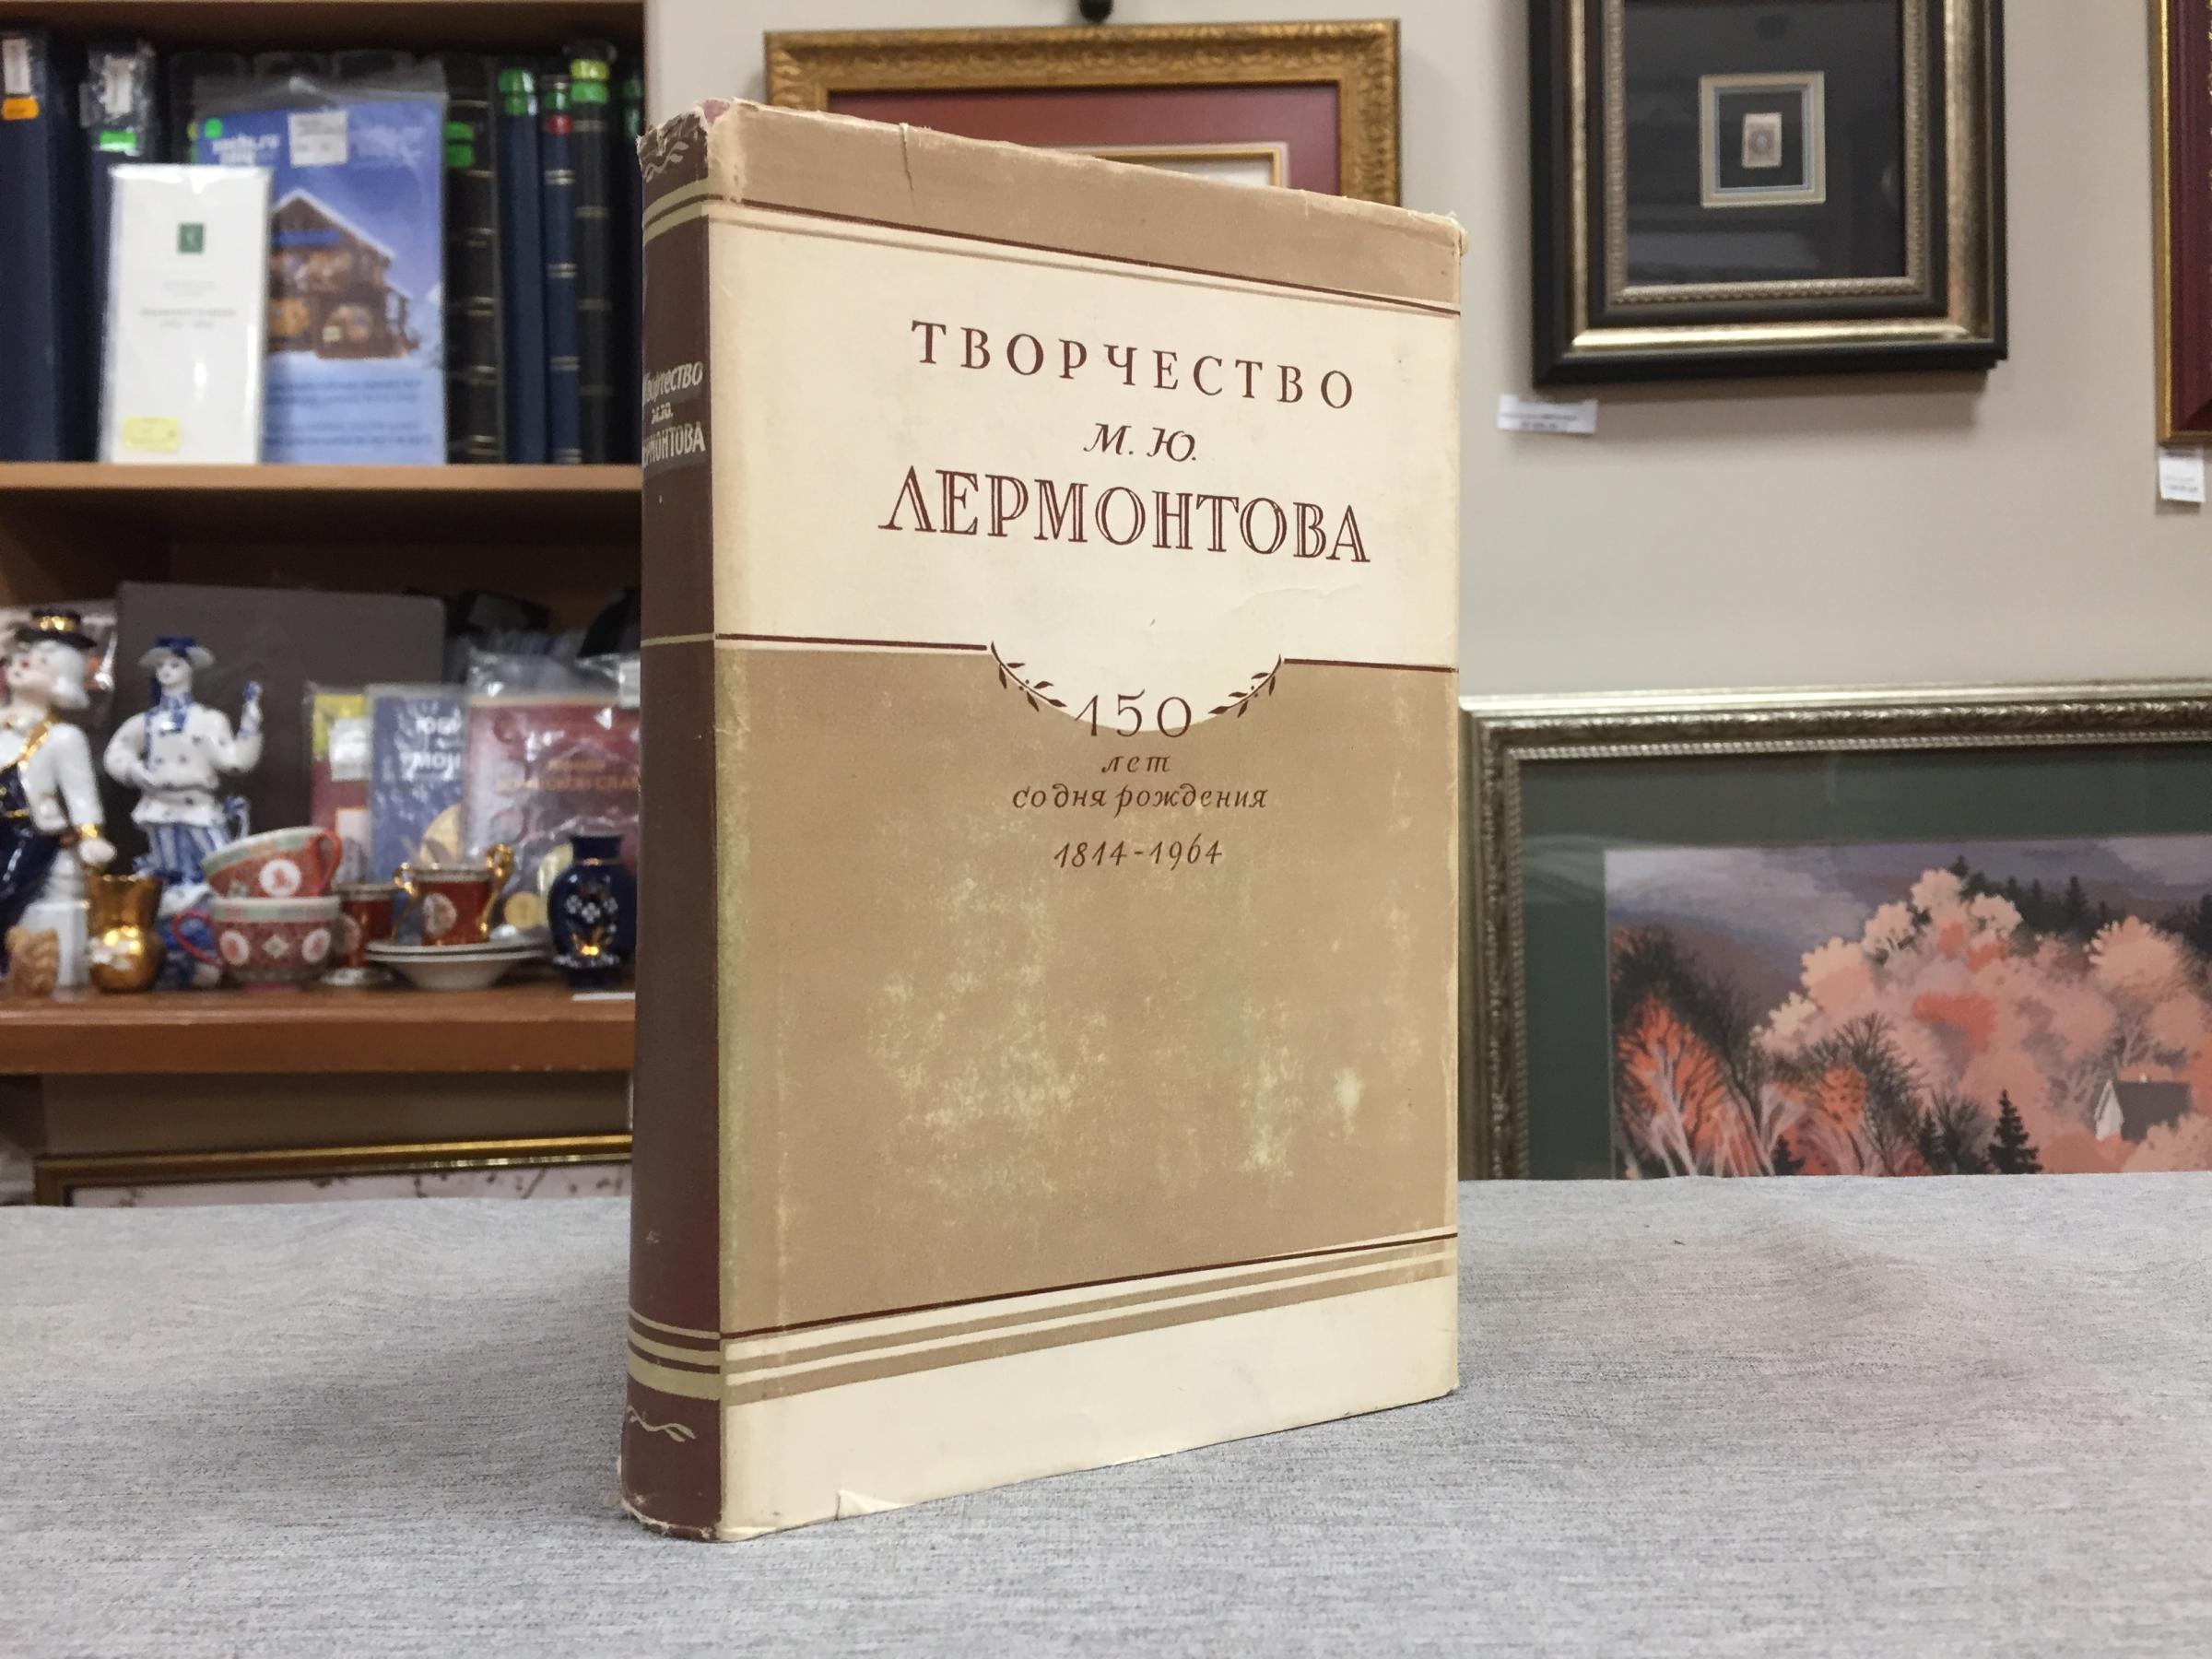 ТВОРЧЕСТВО
М. Ю.
ЛЕРМОНТОВА
150
лет
со дня рождения
1814-1964
Творчество
М.Ю.
ЛЕРМОНТОВА